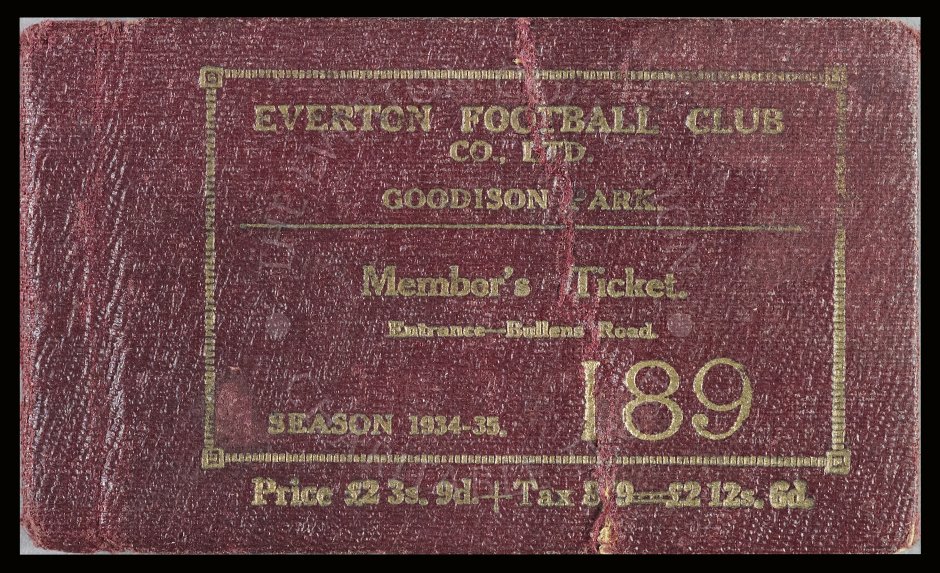 EVERTON FOOTBALL CLUB
CO., LTD.
GOODISON PARK.
Member's Ticket.
Entrance—Bullens Road.
189
SEASON 1934-35.
Price £2 3s. 9d.+Tax 8/9=£2 12s. 6d.